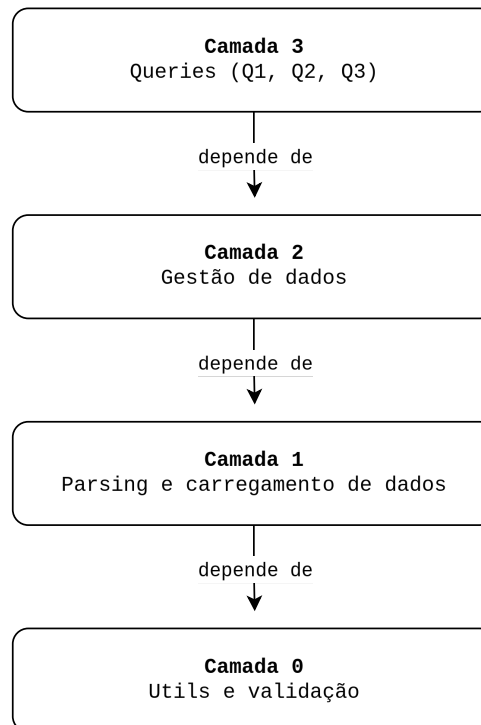 Camada 3
Queries (Q1, Q2, Q3)
depende de
Camada 2
Gestão de dados
depende de
Camada 1
Parsing e carregamento de dados
depende de
Camada 0
Utils e validação